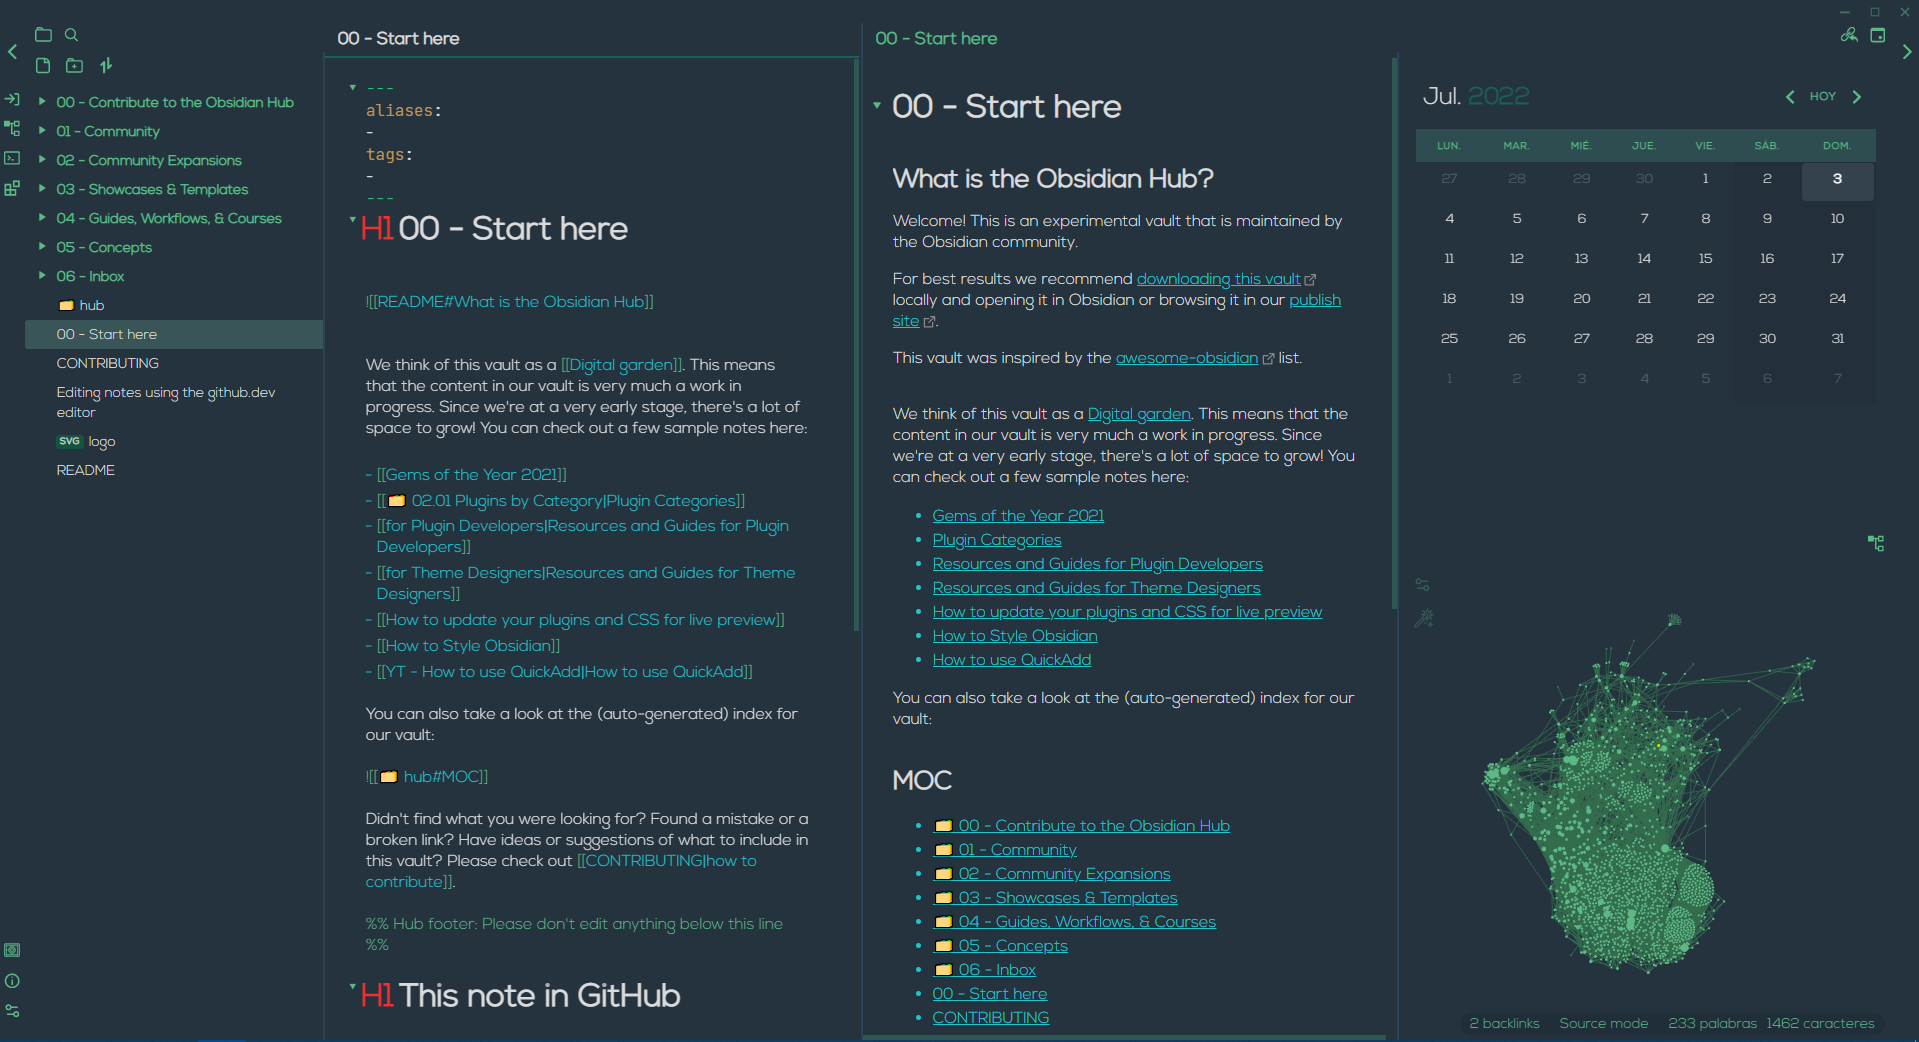 00 - Contribute to the Obsidian Hub
01 - Community
02 - Community Expansions
03 - Showcases & Templates
04 - Guides, Workflows, & Courses
05 - Concepts
06 - Inbox
hub
00 - Start here
CONTRIBUTING
Editing notes using the github.dev
editor
SVG logo
README
00 - Start here
---
aliases:
-
tags:
-
---
H1 00 - Start here
![[README#What is the Obsidian Hub]]
We think of this vault as a [[Digital garden]]. This means
that the content in our vault is very much a work in
progress. Since we're at a very early stage, there's a lot of
space to grow! You can check out a few sample notes here:
- [[Gems of the Year 2021]]
- [[🗂️ 02.01 Plugins by Category|Plugin Categories]]
- [[for Plugin Developers|Resources and Guides for Plugin
Developers]]
- [[for Theme Designers|Resources and Guides for Theme
Designers]]
- [[How to update your plugins and CSS for live preview]]
- [[How to Style Obsidian]]
- [[YT - How to use QuickAdd|How to use QuickAdd]]
You can also take a look at the (auto-generated) index for
our vault:
![[🗂️ hub#MOC]]
Didn't find what you were looking for? Found a mistake or a
broken link? Have ideas or suggestions of what to include in
this vault? Please check out [[CONTRIBUTING|how to
contribute]].
%% Hub footer: Please don't edit anything below this line
%%
H1 This note in GitHub
00 - Start here
00 - Start here
What is the Obsidian Hub?
Welcome! This is an experimental vault that is maintained by
the Obsidian community.
For best results we recommend downloading this vault
locally and opening it in Obsidian or browsing it in our publish
site.
This vault was inspired by the awesome-obsidian list.
We think of this vault as a Digital garden. This means that the
content in our vault is very much a work in progress. Since
we're at a very early stage, there's a lot of space to grow! You
can check out a few sample notes here:
• Gems of the Year 2021
• Plugin Categories
• Resources and Guides for Plugin Developers
• Resources and Guides for Theme Designers
• How to update your plugins and CSS for live preview
• How to Style Obsidian
• How to use QuickAdd
You can also take a look at the (auto-generated) index for our
vault:
MOC
• 🗂️ 00 - Contribute to the Obsidian Hub
• 🗂️ 01 - Community
• 🗂️ 02 - Community Expansions
• 🗂️ 03 - Showcases & Templates
• 🗂️ 04 - Guides, Workflows, & Courses
• 🗂️ 05 - Concepts
• 🗂️ 06 - Inbox
• 00 - Start here
• CONTRIBUTING
Jul. 2022
HOY
LUN. MAR. MIÉ. JUE. VIE. SÁB. DOM.
27 28 29 30 1 2 3
4 5 6 7 8 9 10
11 12 13 14 15 16 17
18 19 20 21 22 23 24
25 26 27 28 29 30 31
1 2 3 4 5 6 7
2 backlinks Source mode 233 palabras 1462 caracteres